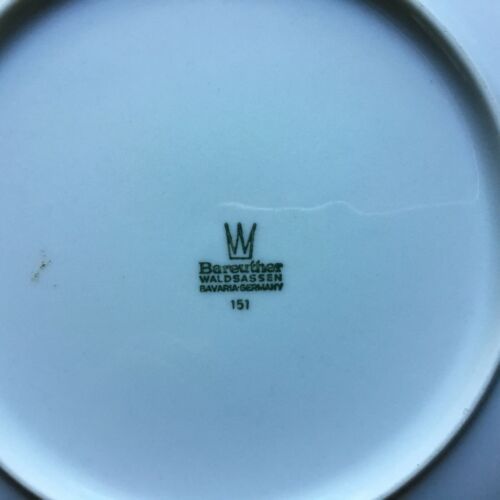 W
Bareuther
WALDSASSEN
BAVARIA·GERMANY
151